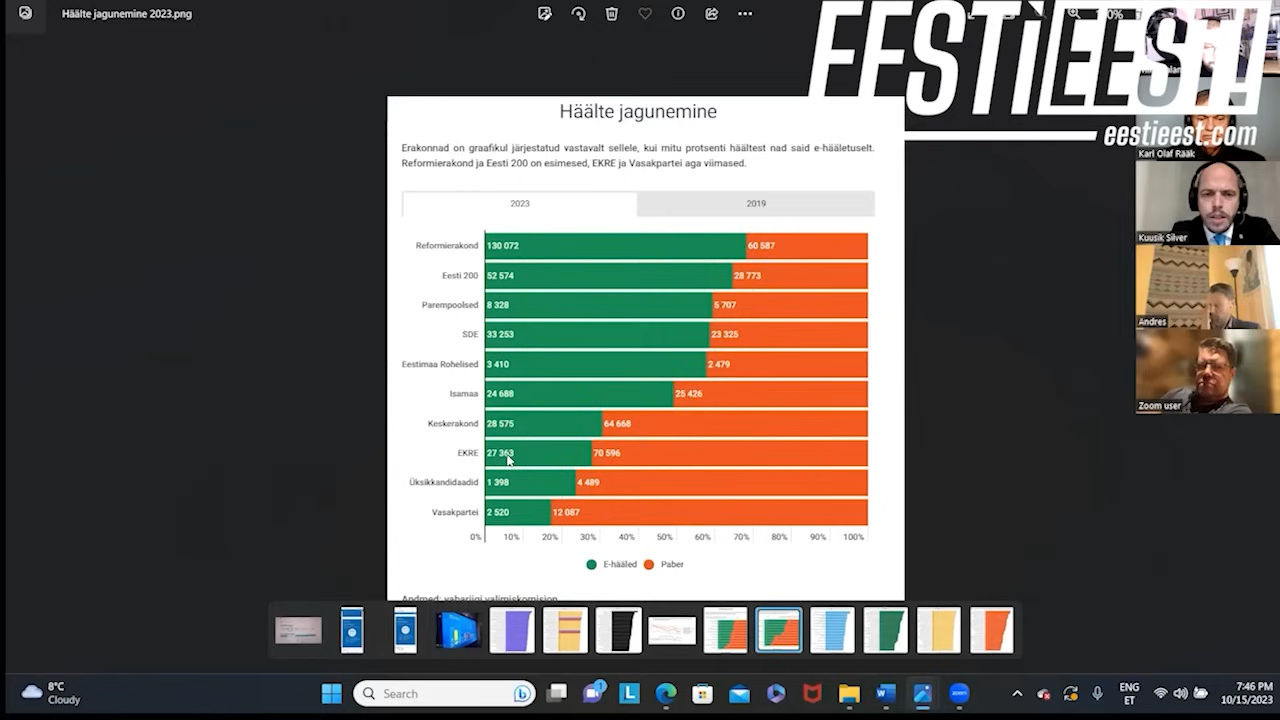 Häälte jagunemine 2023.png
EESTiEEST!
eestieest.com
Karl Olaf Rääk
Kuusik Silver
Andres
Zoom user
Häälte jagunemine
Erakonnad on graafikul järjestatud vastavalt sellele, kui mitu protsenti häältest nad said e-hääletuselt.
Reformierakond ja Eesti 200 on esimesed, EKRE ja Vasakpartei aga viimased.
2023 2019
Reformierakond 130 072 60 587
Eesti 200 52 574 28 773
Parempoolsed 8 328 5 707
SDE 33 253 23 325
Eestimaa Rohelised 3 410 2 479
Isamaa 24 688 25 426
Keskerakond 28 575 64 668
EKRE 27 363 70 596
Üksikkandidaadid 1 398 4 489
Vasakpartei 2 520 12 087
0% 10% 20% 30% 40% 50% 60% 70% 80% 90% 100%
E-hääled Paber
Andmed: vabariigi valimiskomisjon
8°C
Cloudy
Search
ENG
ET
7:46 PM
10/15/2023